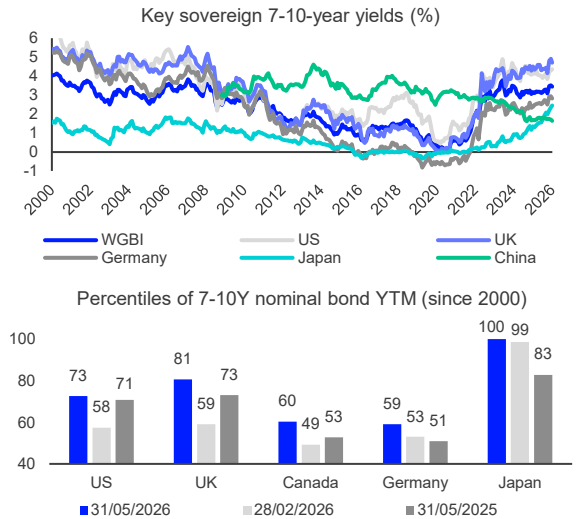 Key sovereign 7-10-year yields (%)
6
5
4
3
2
1
0
-1
2000 2002 2004 2006 2008 2010 2012 2014 2016 2018 2020 2022 2024 2026
WGBI US UK
Germany Japan China
Percentiles of 7-10Y nominal bond YTM (since 2000)
100
80
60
40
73 58 71 81 59 73 60 49 53 59 53 51 100 99 83
US UK Canada Germany Japan
31/05/2026 28/02/2026 31/05/2025